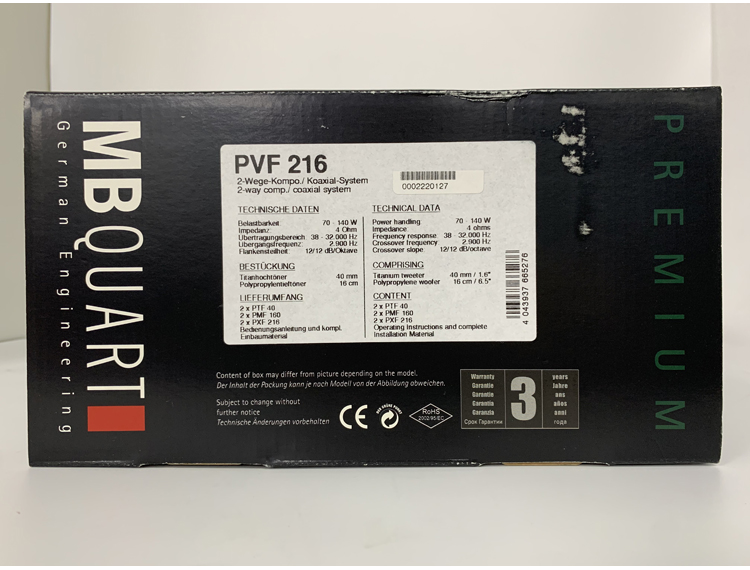 MBQUART
German Engineering
PVF 216
2-Wege-Kompo./ Koaxial-System
2-way comp./ coaxial system
0002220127
TECHNISCHE DATEN
Belastbarkeit 70 - 140 W
Impedanz: 4 Ohm
Übertragungsbereich: 38 - 32.000 Hz
Übergangsfrequenz: 2.900 Hz
Flankensteilheit: 12/12 dB/Oktave
BESTÜCKUNG
Titanhochtöner 40 mm
Polypropylentieftöner 16 cm
LIEFERUMFANG
2 x PTF 40
2 x PMF 160
2 x PXF 216
Bedienungsanleitung und kompl.
Einbaumaterial
TECHNICAL DATA
Power handling 70 - 140 W
Impedance 4 ohms
Frequency response 38 - 32.000 Hz
Crossover frequency 2.900 Hz
Crossover slope 12/12 dB/octave
COMPRISING
Titanium tweeter 40 mm / 1.6"
Polypropylene woofer 16 cm / 6.5"
CONTENT
2 x PTF 40
2 x PMF 160
2 x PXF 216
Operating Instructions and complete
Installation Material
4 043937 665276
Content of box may differ from picture depending on the model.
Der Inhalt der Packung kann je nach Modell von der Abbildung abweichen.
Subject to change without
further notice
Technische Änderungen vorbehalten
CE
DER GRÜNE PUNKT
RoHS
2002/95/EC
Warranty
Garantie
Garantie
Garantie
Garanzia
Срок Гарантии
3
years
Jahre
ans
años
anni
года
PREMIUM